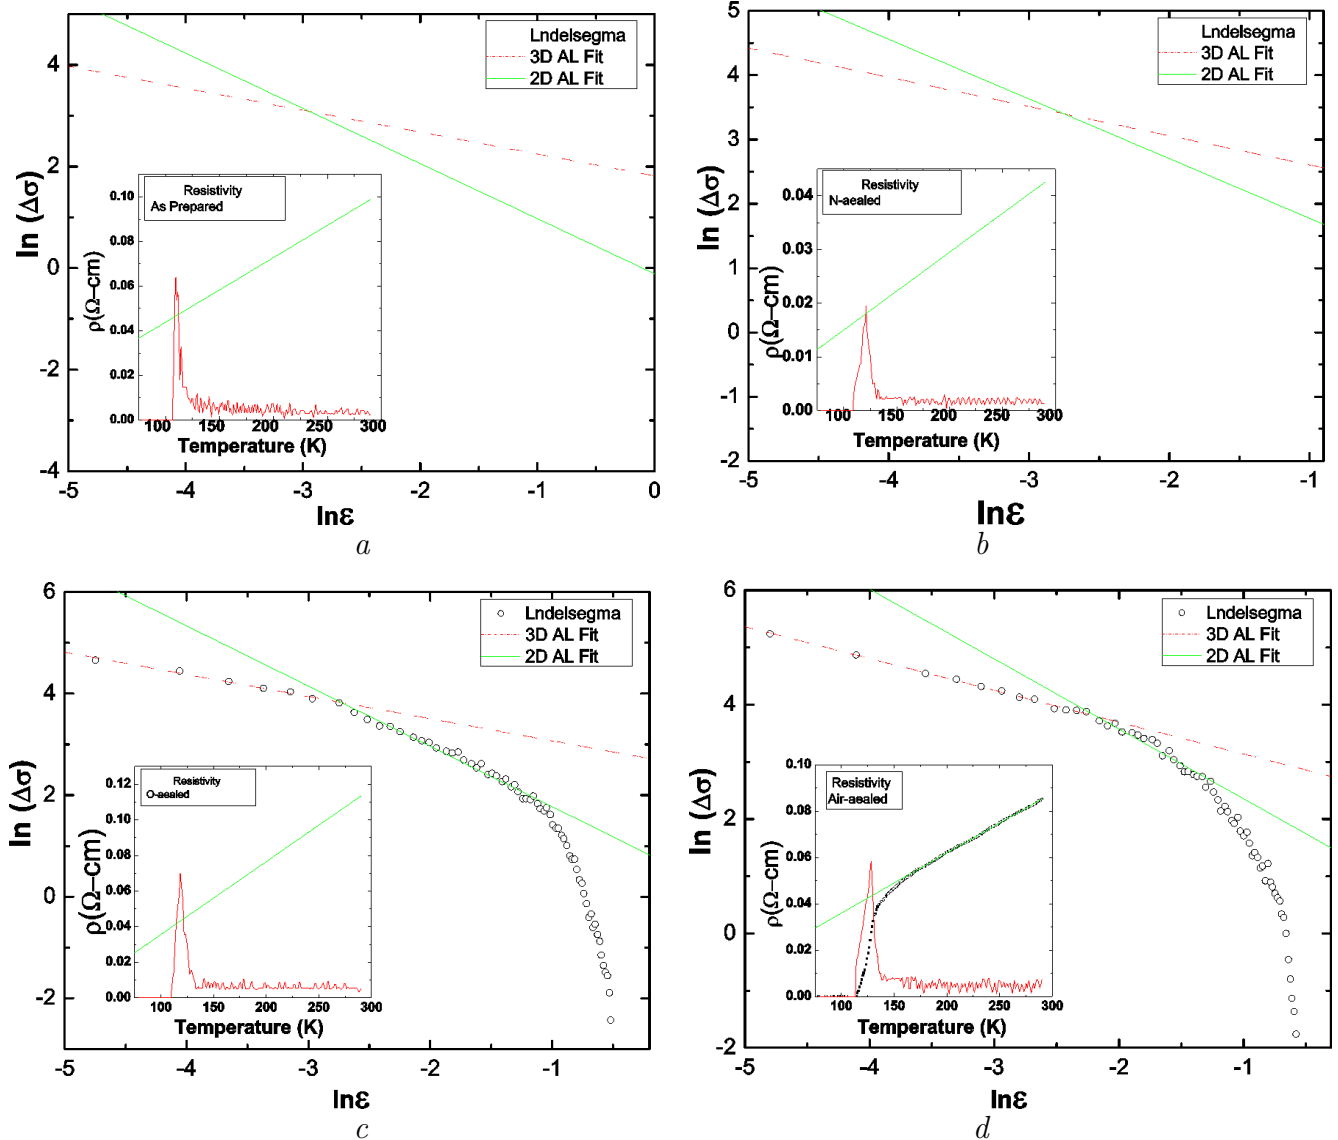 Lndelsegma
3D AL Fit
2D AL Fit
ln (Δσ)
4
2
0
-2
-4
-5
-4
-3
-2
-1
0
lnε
Resistivity
As Prepared
ρ(Ω–cm)
0.10
0.08
0.06
0.04
0.02
0.00
100
150
200
250
300
Temperature (K)
a
Lndelsegma
3D AL Fit
2D AL Fit
ln (Δσ)
5
4
3
2
1
0
-1
-2
-5
-4
-3
-2
-1
lnε
Resistivity
N-aealed
ρ(Ω–cm)
0.04
0.03
0.02
0.01
0.00
100
150
200
250
300
Temperature (K)
b
Lndelsegma
3D AL Fit
2D AL Fit
ln (Δσ)
6
4
2
0
-2
-5
-4
-3
-2
-1
lnε
Resistivity
O-aealed
ρ(Ω–cm)
0.12
0.10
0.08
0.06
0.04
0.02
0.00
100
150
200
250
300
Temperature (K)
c
Lndelsegma
3D AL Fit
2D AL Fit
ln (Δσ)
6
5
4
3
2
1
0
-1
-2
-5
-4
-3
-2
-1
lnε
Resistivity
Air-aealed
ρ(Ω–cm)
0.10
0.08
0.06
0.04
0.02
0.00
100
150
200
250
300
Temperature (K)
d